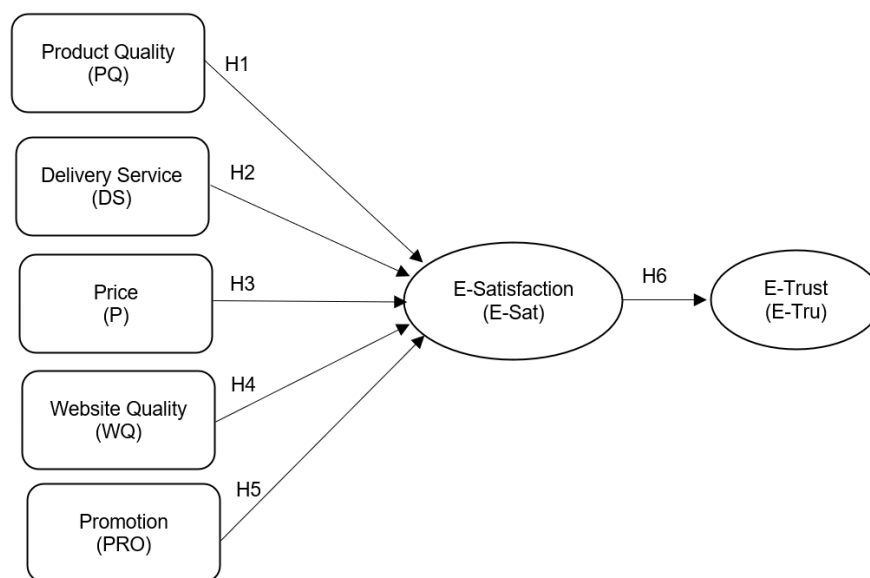 Product Quality
(PQ)
H1
Delivery Service
(DS)
H2
Price
(P)
H3
Website Quality
(WQ)
H4
Promotion
(PRO)
H5
E-Satisfaction
(E-Sat)
H6
E-Trust
(E-Tru)